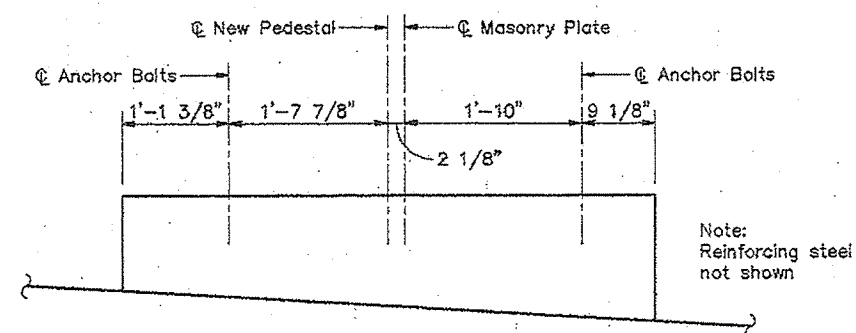 ℄ New Pedestal
℄ Masonry Plate
℄ Anchor Bolts
℄ Anchor Bolts
1'-1 3/8"
1'-7 7/8"
1'-10"
9 1/8"
2 1/8"
Note:
Reinforcing steel
not shown